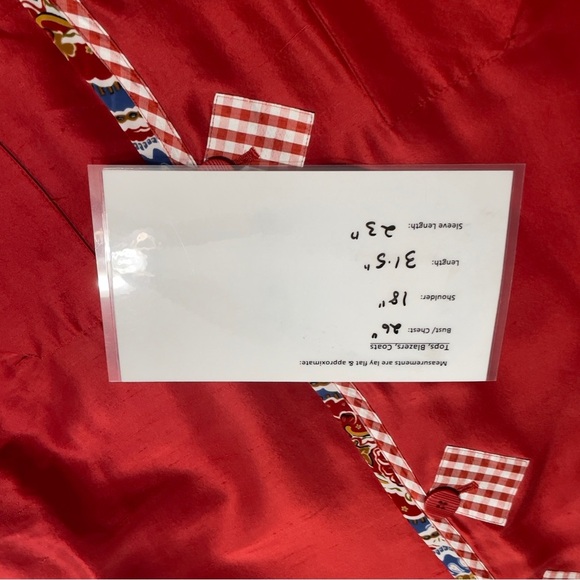 Measurements are lay flat & approximate:
Tops, Blazers, Coats
Bust/ Chest: 26"
Shoulder: 18"
Length: 31.5"
Sleeve Length: 23"